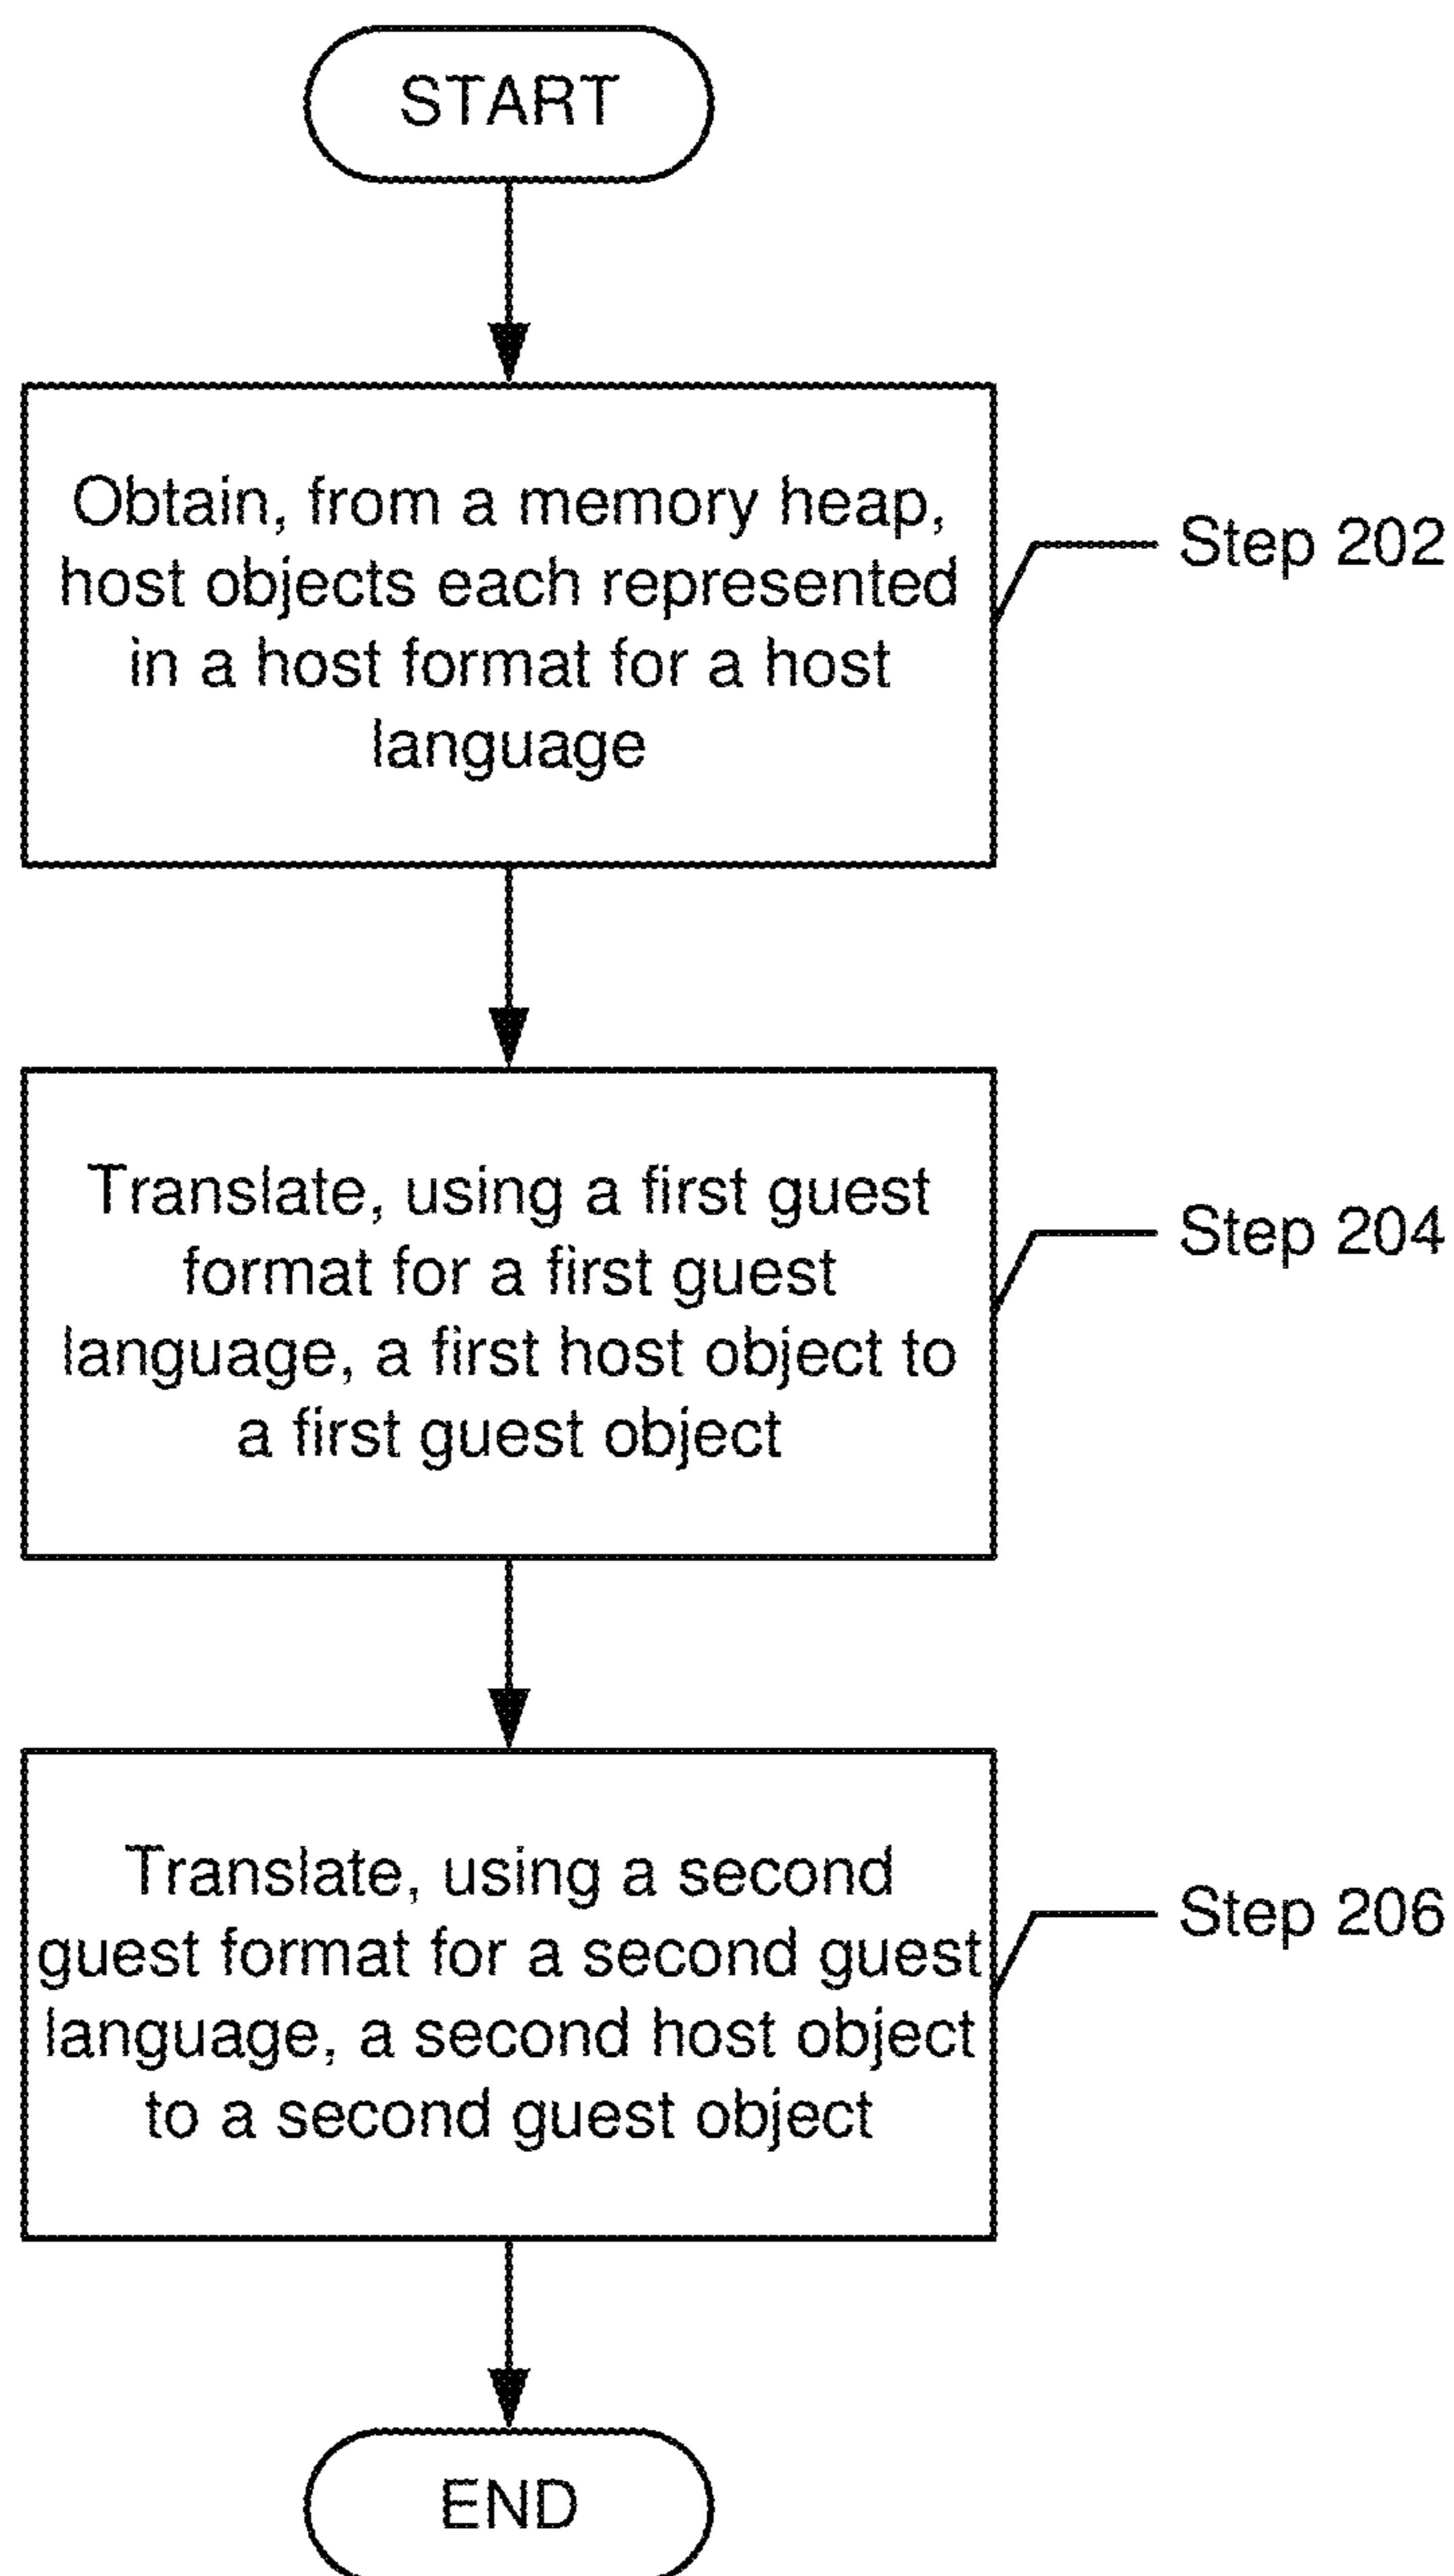 START
Obtain, from a memory heap,
host objects each represented
in a host format for a host
language
Step 202
Translate, using a first guest
format for a first guest
language, a first host object to
a first guest object
Step 204
Translate, using a second
guest format for a second guest
language, a second host object
to a second guest object
Step 206
END